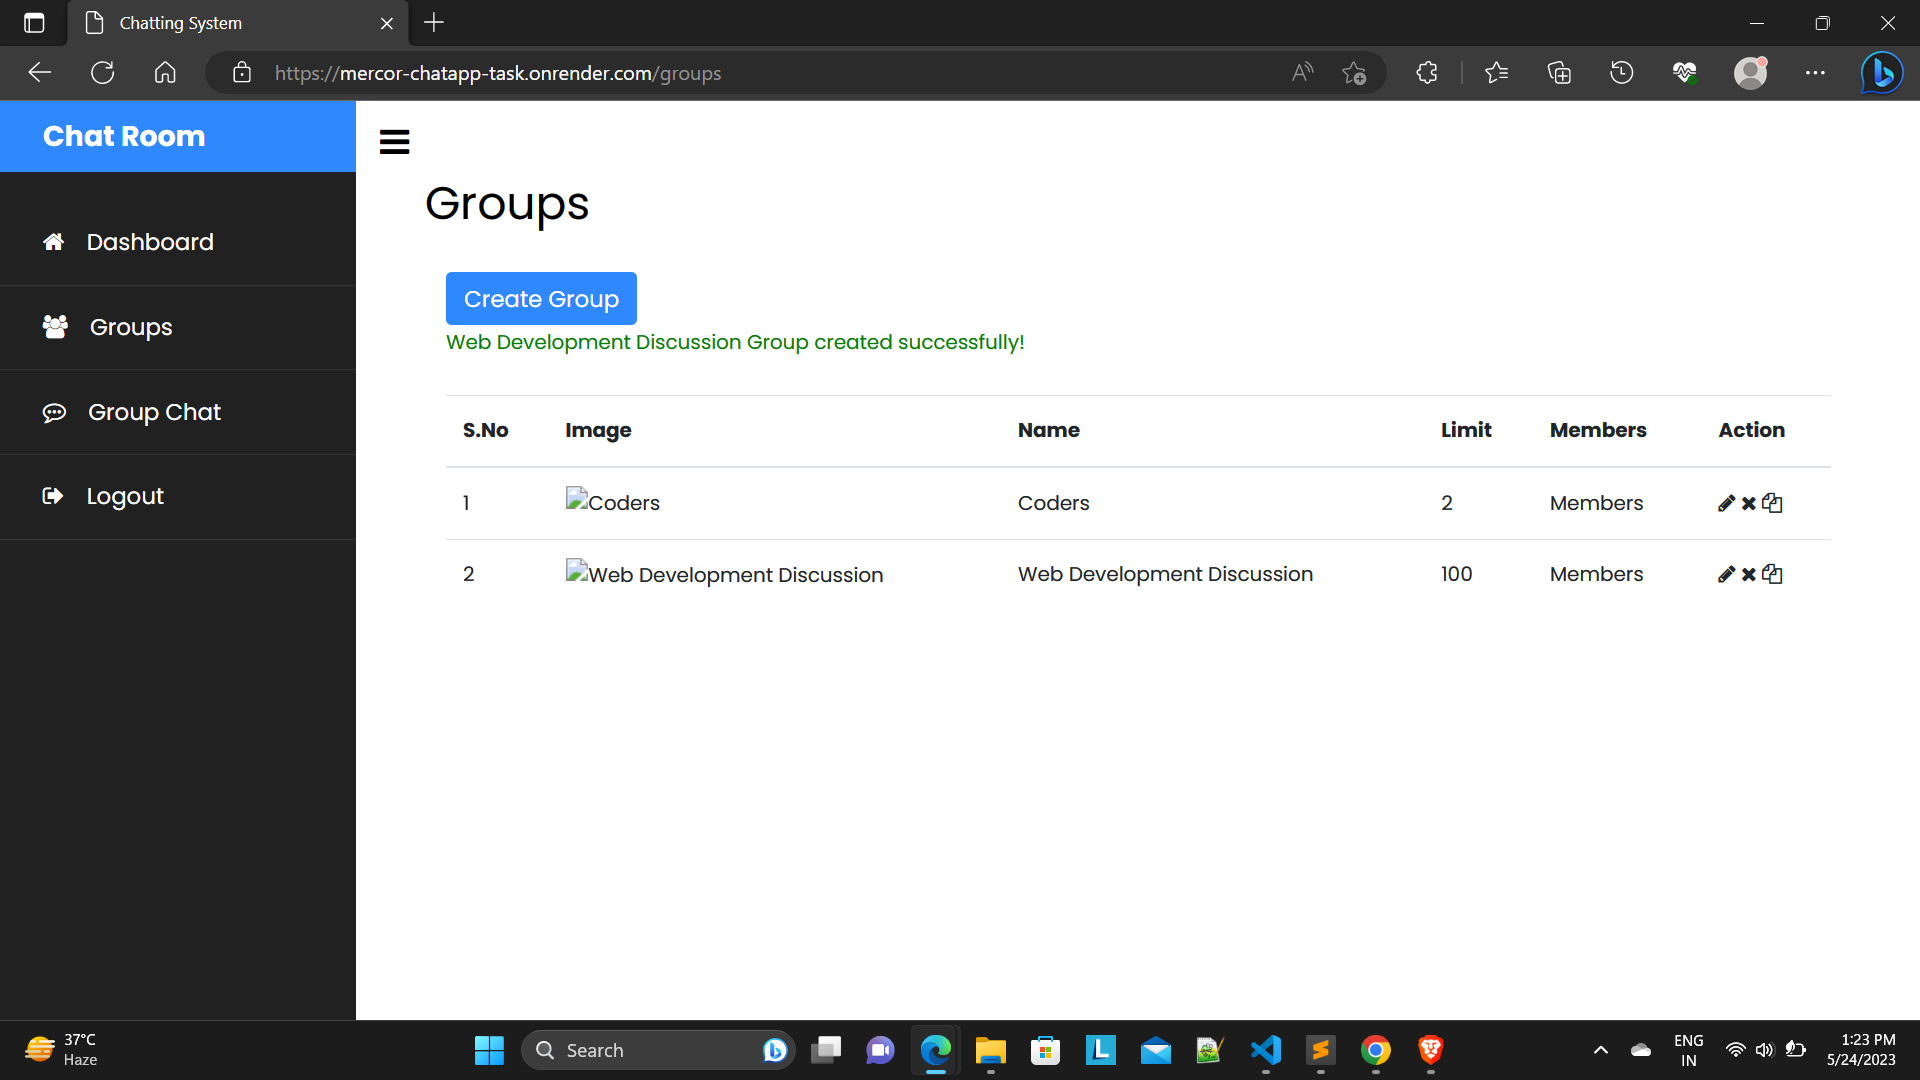 Chatting System
https://mercor-chatapp-task.onrender.com/groups
Chat Room
Dashboard
Groups
Group Chat
Logout
Groups
Create Group
Web Development Discussion Group created successfully!
S.No Image Name Limit Members Action
1 Coders Coders 2 Members
2 Web Development Discussion Web Development Discussion 100 Members
37°C
Haze
Search
ENG
IN
1:23 PM
5/24/2023